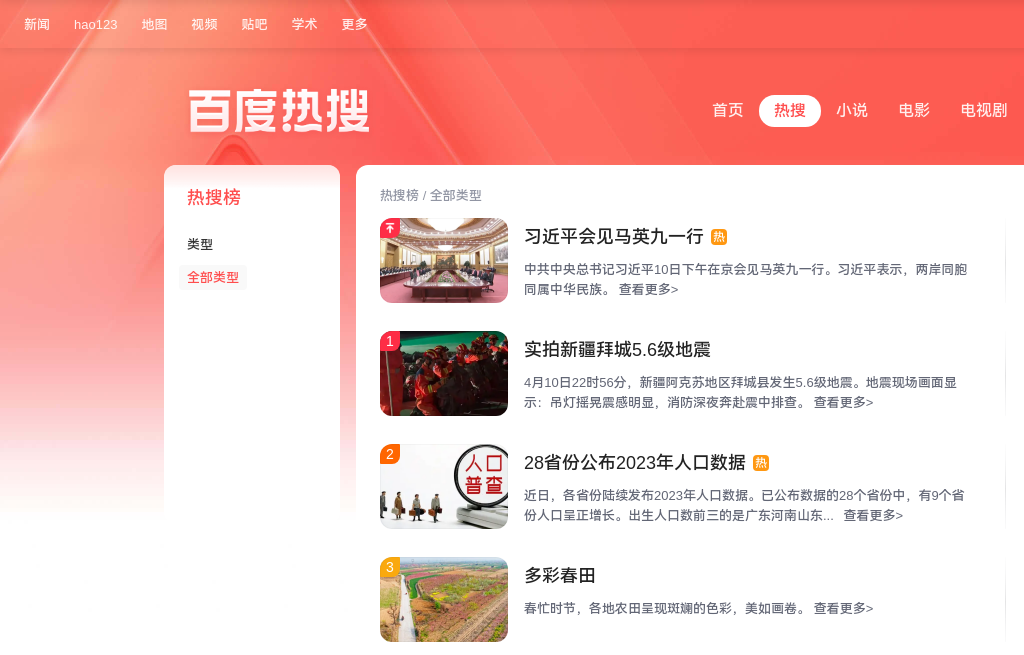 新闻 hao123 地图 视频 贴吧 学术 更多
百度热搜
首页 热搜 小说 电影 电视剧
热搜榜
类型
全部类型
热搜榜 / 全部类型
习近平会见马英九一行 热
中共中央总书记习近平10日下午在京会见马英九一行。习近平表示，两岸同胞
同属中华民族。 查看更多>
1
实拍新疆拜城5.6级地震
4月10日22时56分，新疆阿克苏地区拜城县发生5.6级地震。地震现场画面显
示：吊灯摇晃震感明显，消防深夜奔赴震中排查。 查看更多>
2
人口
普查
28省份公布2023年人口数据 热
近日，各省份陆续发布2023年人口数据。已公布数据的28个省份中，有9个省
份人口呈正增长。出生人口数前三的是广东河南山东... 查看更多>
3
多彩春田
春忙时节，各地农田呈现斑斓的色彩，美如画卷。 查看更多>